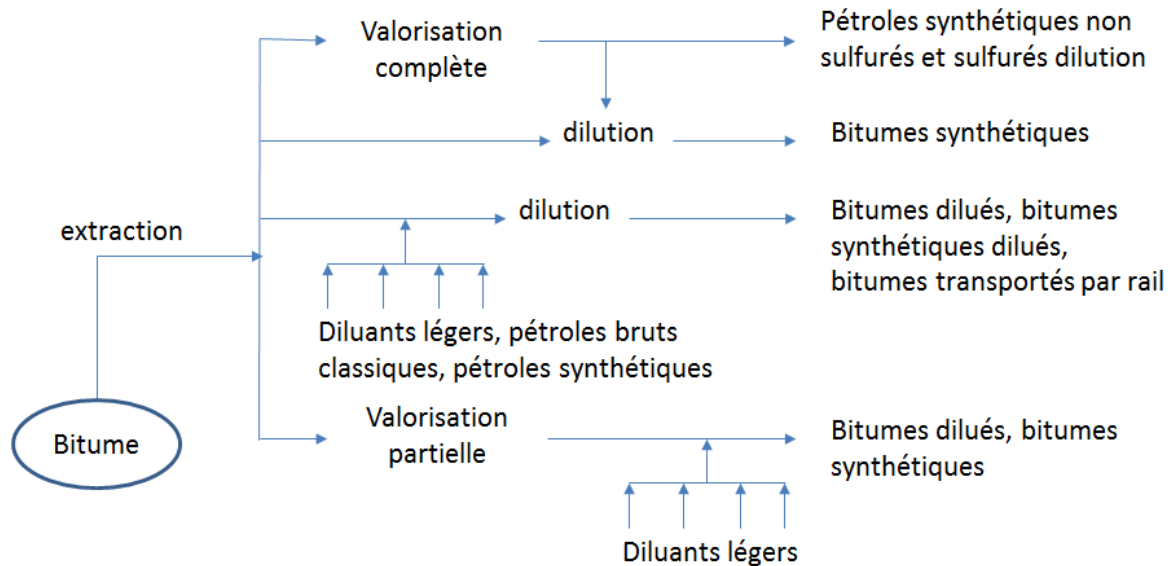 Valorisation
complète
Pétroles synthétiques non
sulfurés et sulfurés dilution
dilution
Bitumes synthétiques
extraction
dilution
Bitumes dilués, bitumes
synthétiques dilués,
bitumes transportés par rail
Diluants légers, pétroles bruts
classiques, pétroles synthétiques
Bitume
Valorisation
partielle
Bitumes dilués, bitumes
synthétiques
Diluants légers